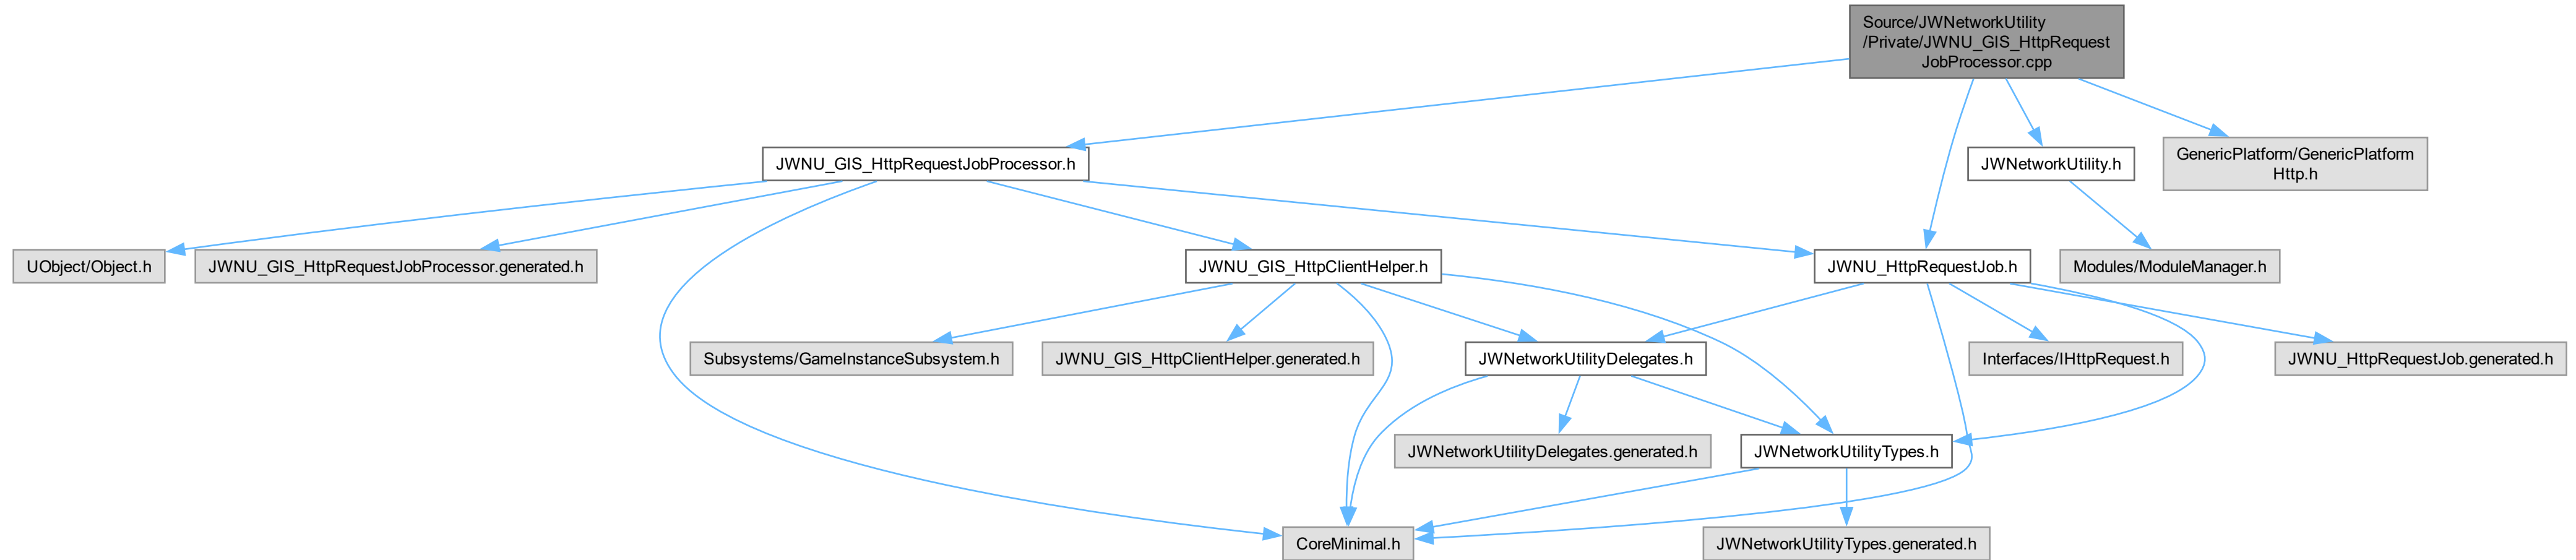 Source/JWNetworkUtility
/Private/JWNU_GIS_HttpRequest
JobProcessor.cpp
JWNU_GIS_HttpRequestJobProcessor.h
JWNetworkUtility.h
GenericPlatform/GenericPlatform
Http.h
UObject/Object.h
JWNU_GIS_HttpRequestJobProcessor.generated.h
JWNU_GIS_HttpClientHelper.h
JWNU_HttpRequestJob.h
Modules/ModuleManager.h
Subsystems/GameInstanceSubsystem.h
JWNU_GIS_HttpClientHelper.generated.h
JWNetworkUtilityDelegates.h
Interfaces/IHttpRequest.h
JWNU_HttpRequestJob.generated.h
JWNetworkUtilityDelegates.generated.h
JWNetworkUtilityTypes.h
CoreMinimal.h
JWNetworkUtilityTypes.generated.h